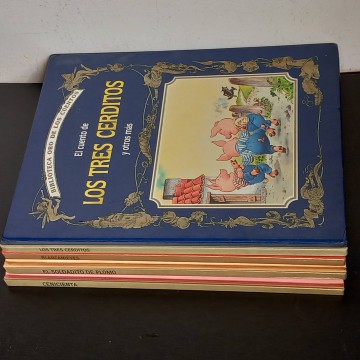 BIBLIOTECA ORO DE LOS CUENTOS
El cuento de
LOS TRES CERDITOS
y otros más
LOS TRES CERDITOS
BLANCANIEVES
EL SOLDADITO DE PLOMO
CENICIENTA